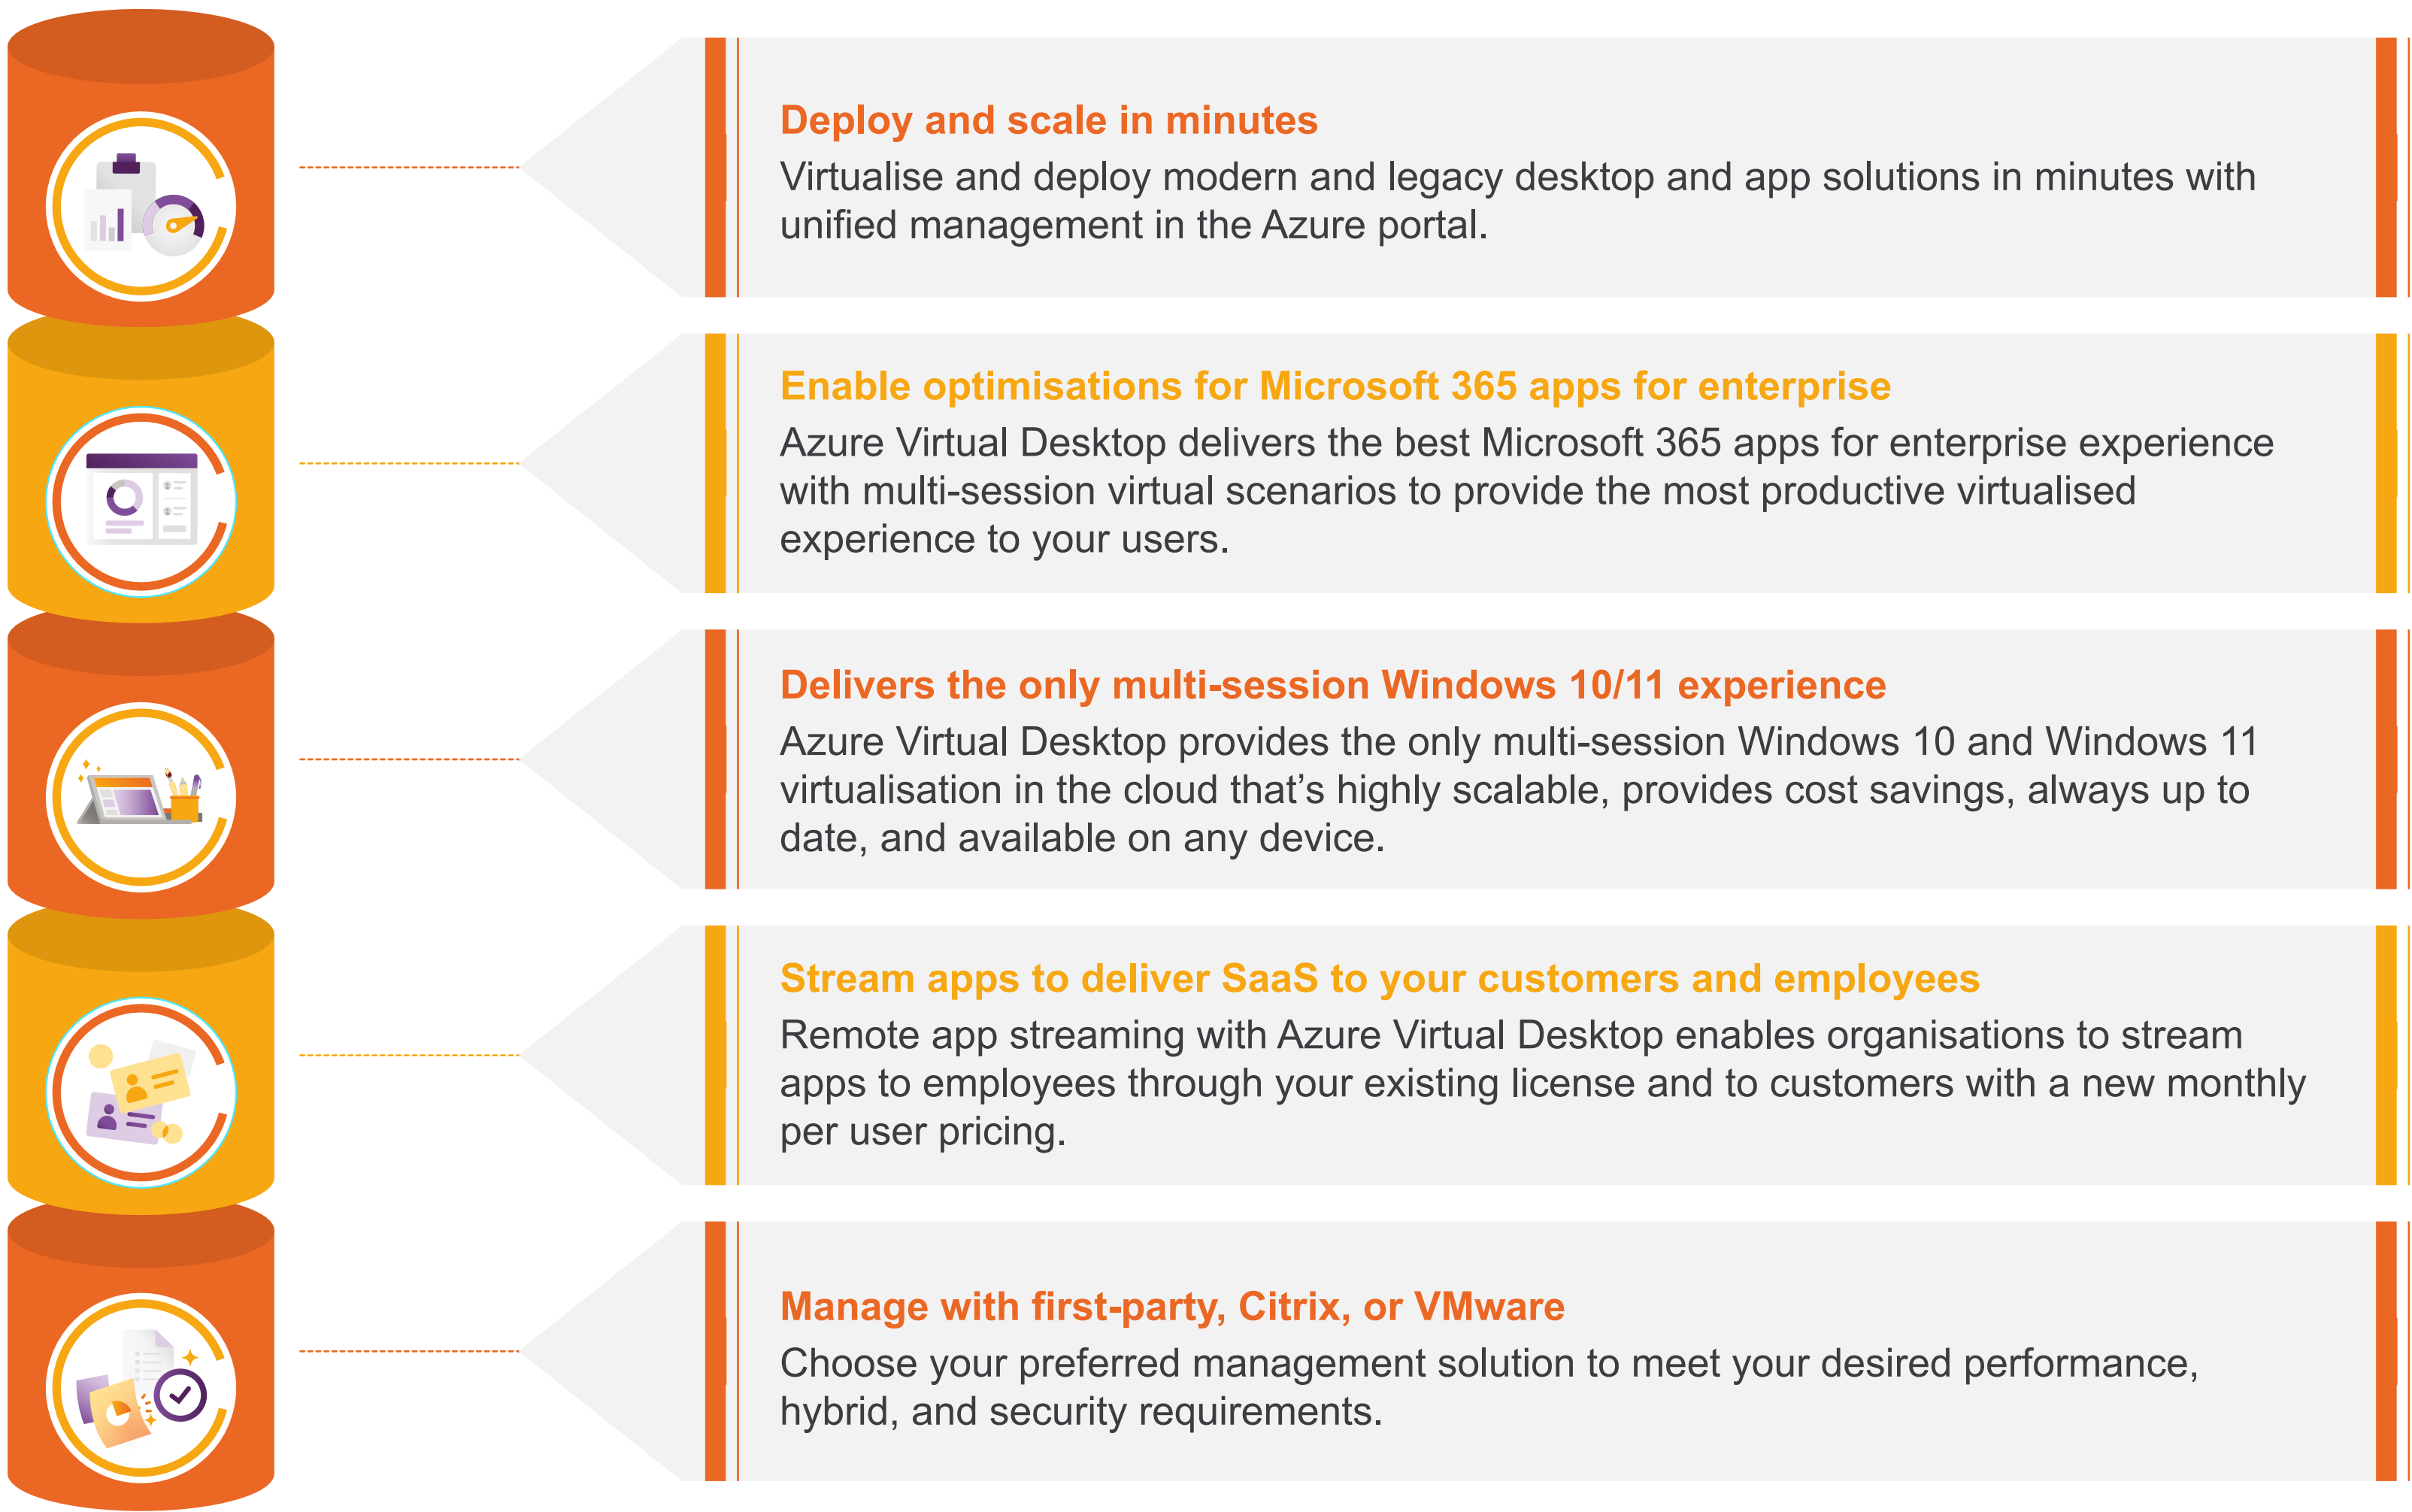 Deploy and scale in minutes
Virtualise and deploy modern and legacy desktop and app solutions in minutes with
unified management in the Azure portal.
Enable optimisations for Microsoft 365 apps for enterprise
Azure Virtual Desktop delivers the best Microsoft 365 apps for enterprise experience
with multi-session virtual scenarios to provide the most productive virtualised
experience to your users.
Delivers the only multi-session Windows 10/11 experience
Azure Virtual Desktop provides the only multi-session Windows 10 and Windows 11
virtualisation in the cloud that’s highly scalable, provides cost savings, always up to
date, and available on any device.
Stream apps to deliver SaaS to your customers and employees
Remote app streaming with Azure Virtual Desktop enables organisations to stream
apps to employees through your existing license and to customers with a new monthly
per user pricing.
Manage with first-party, Citrix, or VMware
Choose your preferred management solution to meet your desired performance,
hybrid, and security requirements.